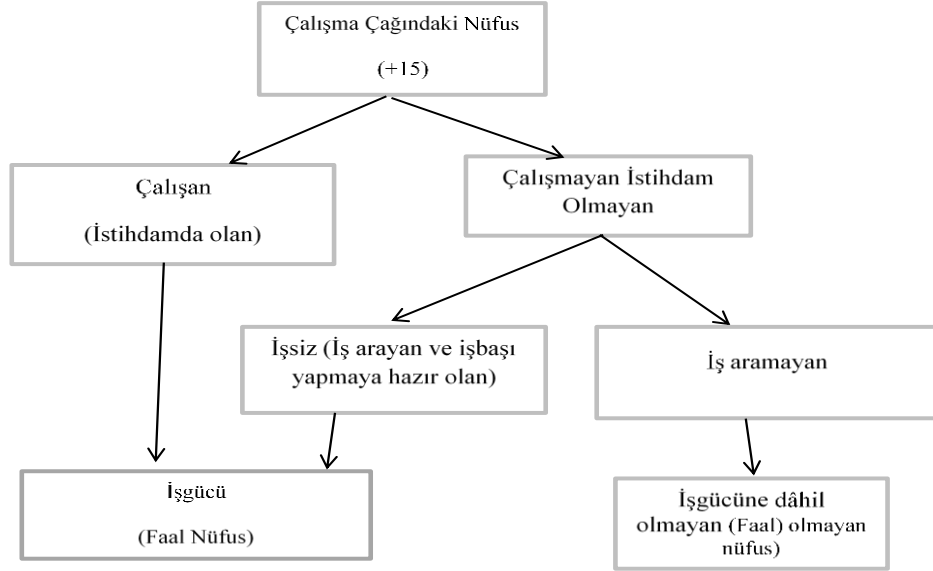 Çalışma Çağındaki Nüfus
(+15)
Çalışan
(İstihdamda olan)
Çalışmayan İstihdam
Olmayan
İşsiz (İş arayan ve işbaşı
yapmaya hazır olan)
İş aramayan
İşgücü
(Faal Nüfus)
İşgücüne dâhil
olmayan (Faal) olmayan
nüfus)